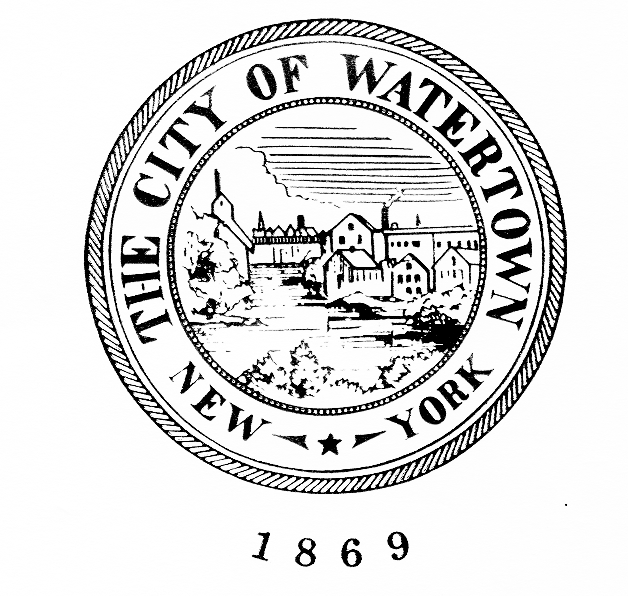 THE CITY OF WATERTOWN
NEW ★ YORK
1869